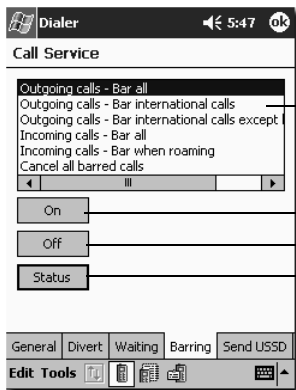 Dialer 5:47 ok
Call Service
Outgoing calls - Bar all
Outgoing calls - Bar international calls
Outgoing calls - Bar international calls except
Incoming calls - Bar all
Incoming calls - Bar when roaming
Cancel all barred calls
On
Off
Status
General Divert Waiting Barring Send USSD
Edit Tools